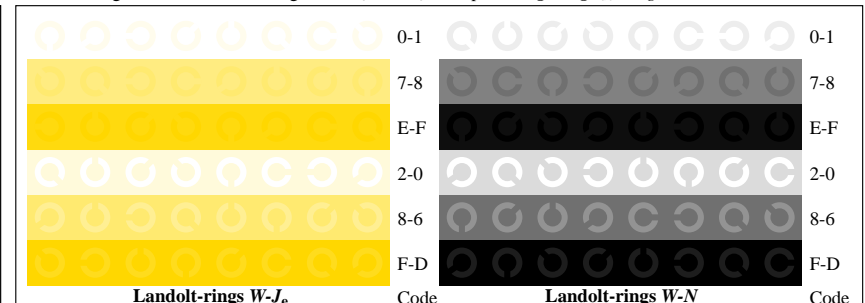 0-1 0-1
7-8 7-8
E-F E-F
2-0 2-0
8-6 8-6
F-D F-D
Landolt-rings W-Je Code Landolt-rings W-N Code